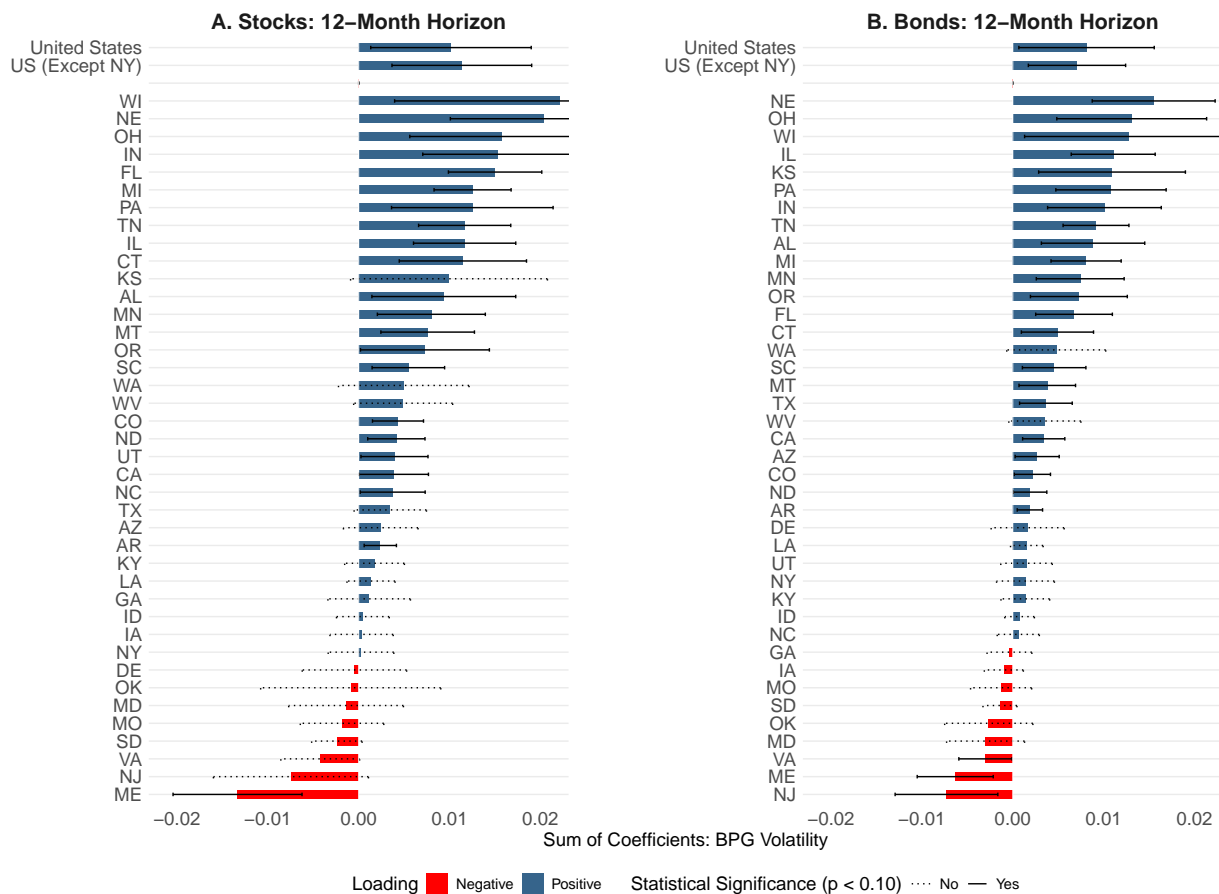 A. Stocks: 12−Month Horizon
United States
US (Except NY)
WI
NE
OH
IN
FL
MI
PA
TN
IL
CT
KS
AL
MN
MT
OR
SC
WA
WV
CO
ND
UT
CA
NC
TX
AZ
AR
KY
LA
GA
ID
IA
NY
DE
OK
MD
MO
SD
VA
NJ
ME
−0.02 −0.01 0.00 0.01 0.02
B. Bonds: 12−Month Horizon
United States
US (Except NY)
NE
OH
WI
IL
KS
PA
IN
TN
AL
MI
MN
OR
FL
CT
WA
SC
MT
TX
WV
CA
AZ
CO
ND
AR
DE
LA
UT
NY
KY
ID
NC
GA
IA
MO
SD
OK
MD
VA
ME
NJ
−0.02 −0.01 0.00 0.01 0.02
Sum of Coefficients: BPG Volatility
Loading Negative Positive Statistical Significance (p < 0.10) No Yes